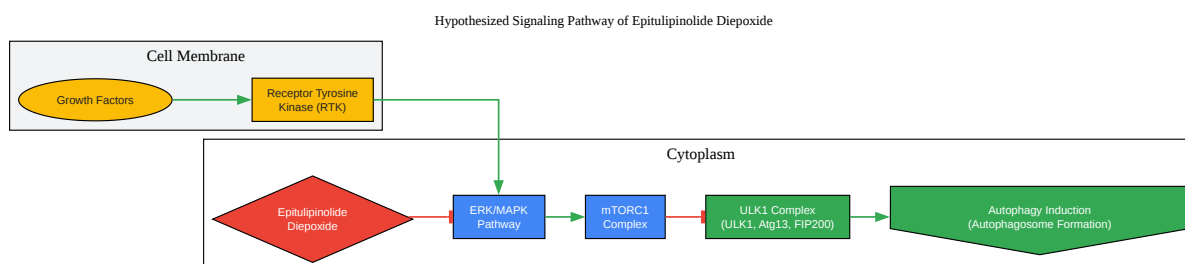 Hypothesized Signaling Pathway of Epitulipinolide Diepoxide
Cell Membrane
Growth Factors
Receptor Tyrosine
Kinase (RTK)
Cytoplasm
Epitulipinolide
Diepoxide
ERK/MAPK
Pathway
mTORC1
Complex
ULK1 Complex
(ULK1, Atg13, FIP200)
Autophagy Induction
(Autophagosome Formation)